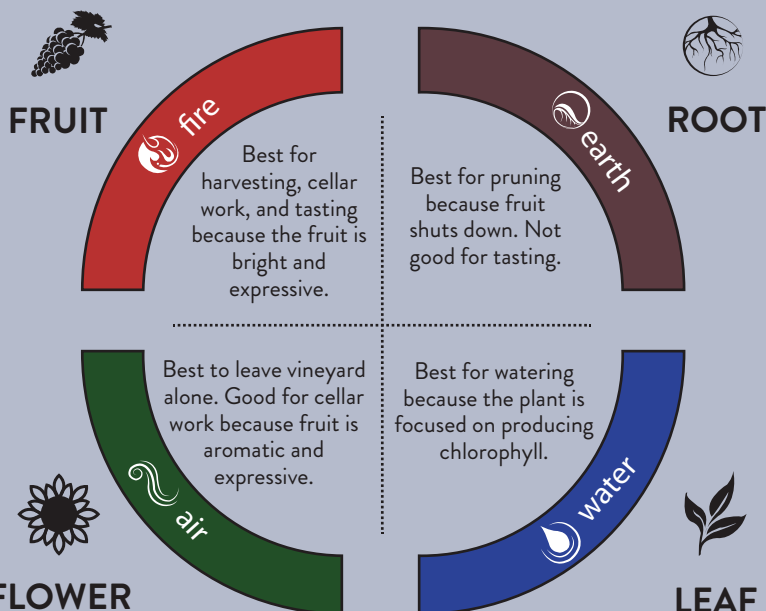 FRUIT
fire
Best for
harvesting, cellar
work, and tasting
because the fruit is
bright and
expressive.
ROOT
earth
Best for pruning
because fruit
shuts down. Not
good for tasting.
FLOWER
air
Best to leave vineyard
alone. Good for cellar
work because fruit is
aromatic and
expressive.
LEAF
water
Best for watering
because the plant is
focused on producing
chlorophyll.